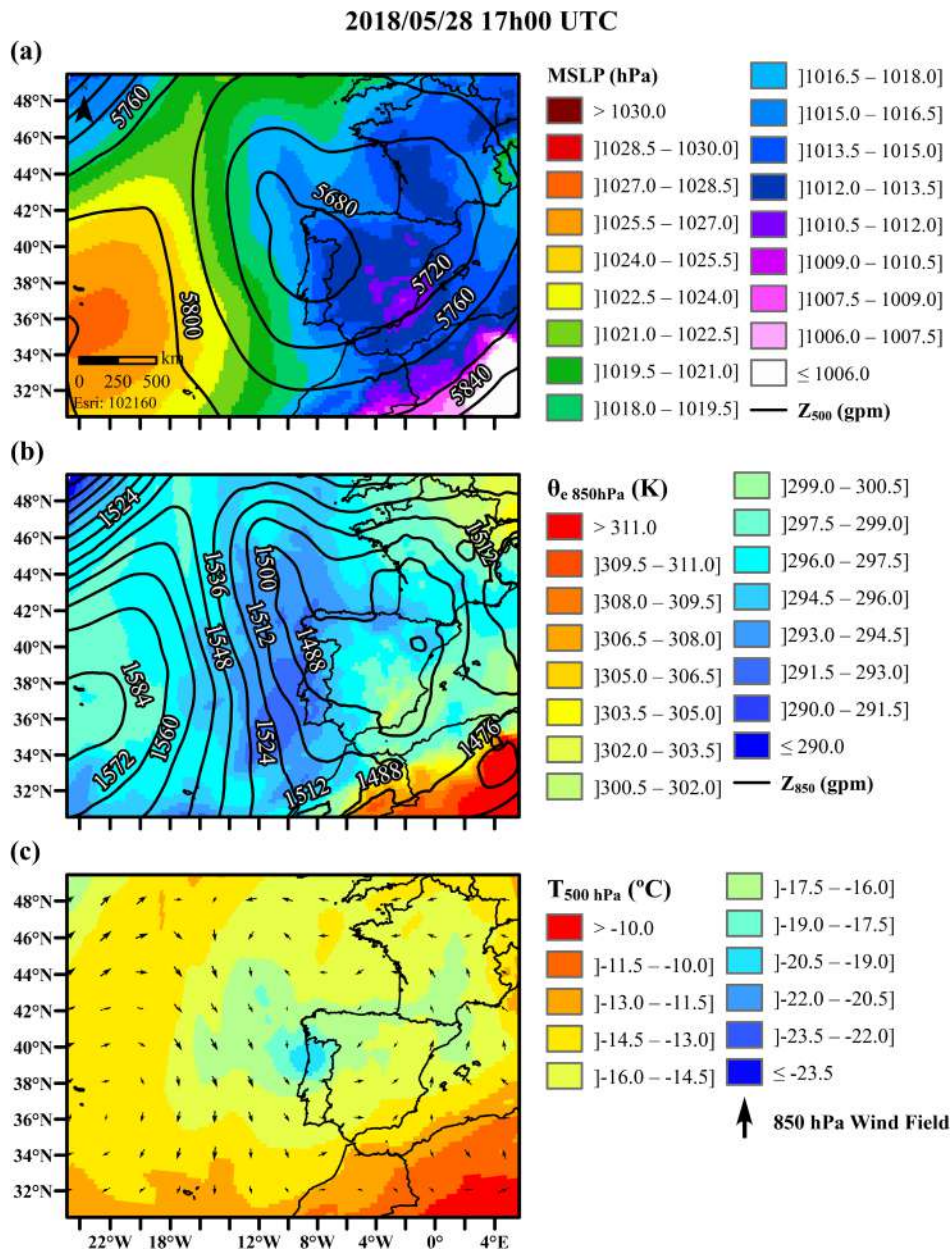 2018/05/28 17h00 UTC
(a)
48°N
46°N
44°N
42°N
40°N
38°N
36°N
34°N
32°N
5760
5680
5720
5760
5800
5840
km
0 250 500
Esri: 102160
MSLP (hPa)
> 1030.0
]1028.5 – 1030.0]
]1027.0 – 1028.5]
]1025.5 – 1027.0]
]1024.0 – 1025.5]
]1022.5 – 1024.0]
]1021.0 – 1022.5]
]1019.5 – 1021.0]
]1018.0 – 1019.5]
]1016.5 – 1018.0]
]1015.0 – 1016.5]
]1013.5 – 1015.0]
]1012.0 – 1013.5]
]1010.5 – 1012.0]
]1009.0 – 1010.5]
]1007.5 – 1009.0]
]1006.0 – 1007.5]
≤ 1006.0
Z500 (gpm)
(b)
48°N
46°N
44°N
42°N
40°N
38°N
36°N
34°N
32°N
1524
1536
1500
1512
1512
1548
1488
1584
1560
1572
1524
1512
1488
1476
θe 850hPa (K)
> 311.0
]309.5 – 311.0]
]308.0 – 309.5]
]306.5 – 308.0]
]305.0 – 306.5]
]303.5 – 305.0]
]302.0 – 303.5]
]300.5 – 302.0]
]299.0 – 300.5]
]297.5 – 299.0]
]296.0 – 297.5]
]294.5 – 296.0]
]293.0 – 294.5]
]291.5 – 293.0]
]290.0 – 291.5]
≤ 290.0
Z850 (gpm)
(c)
48°N
46°N
44°N
42°N
40°N
38°N
36°N
34°N
32°N
22°W 18°W 12°W 8°W 4°W 0° 4°E
T500 hPa (ºC)
> -10.0
]-11.5 – -10.0]
]-13.0 – -11.5]
]-14.5 – -13.0]
]-16.0 – -14.5]
]-17.5 – -16.0]
]-19.0 – -17.5]
]-20.5 – -19.0]
]-22.0 – -20.5]
]-23.5 – -22.0]
≤ -23.5
850 hPa Wind Field